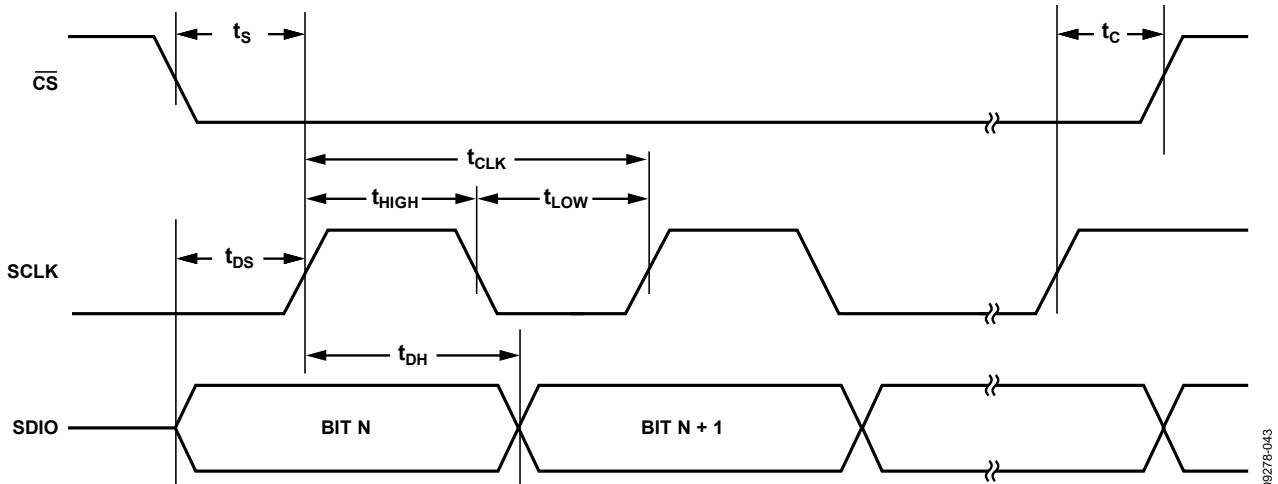 tS
tC
CS
tCLK
tHIGH
tLOW
tDS
SCLK
tDH
SDIO
BIT N
BIT N + 1
09278-043